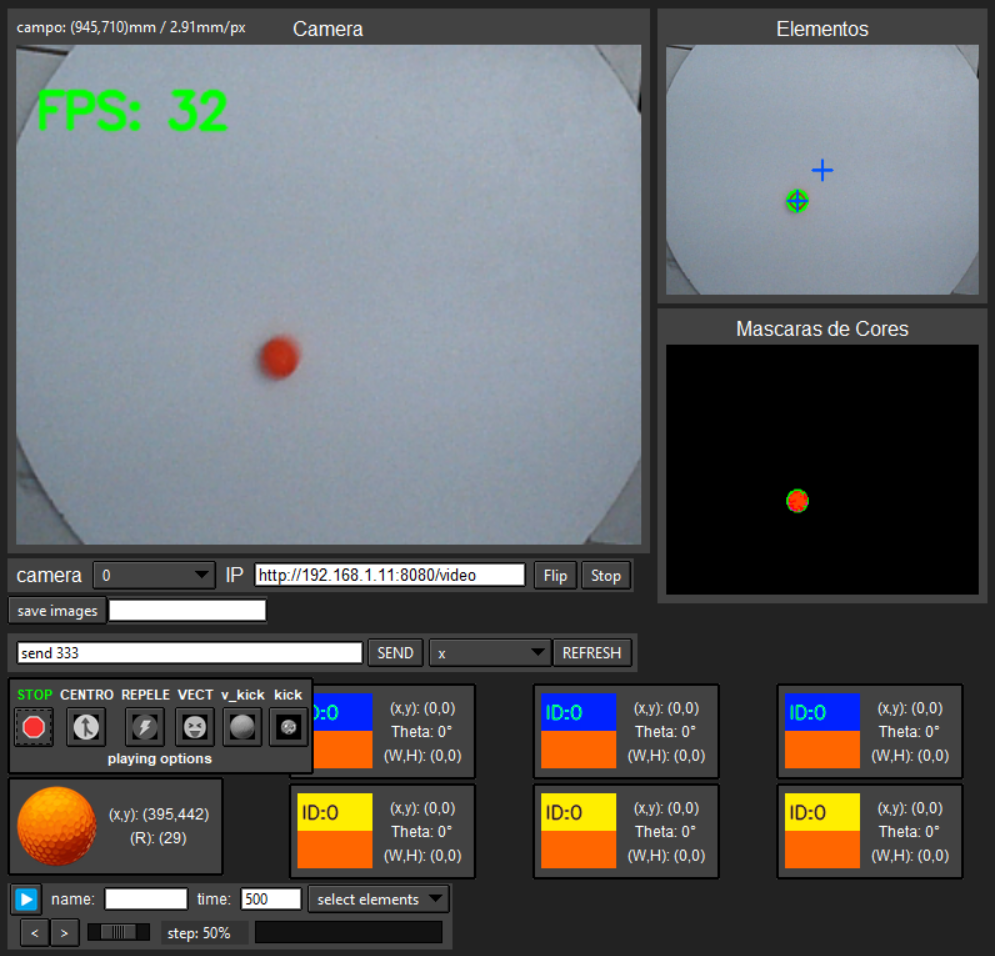 campo: (945,710)mm / 2.91mm/px
Camera
Elementos
FPS: 32
Mascaras de Cores
camera 0 IP http://192.168.1.11:8080/video Flip Stop
save images
send 333 SEND x REFRESH
STOP CENTRO REPELE VECT v_kick kick
playing options
D:0 (x,y): (0,0) Theta: 0° (W,H): (0,0)
ID:0 (x,y): (0,0) Theta: 0° (W,H): (0,0)
ID:0 (x,y): (0,0) Theta: 0° (W,H): (0,0)
(x,y): (395,442)
(R): (29)
ID:0 (x,y): (0,0) Theta: 0° (W,H): (0,0)
ID:0 (x,y): (0,0) Theta: 0° (W,H): (0,0)
ID:0 (x,y): (0,0) Theta: 0° (W,H): (0,0)
name: time: 500 select elements
< > step: 50%